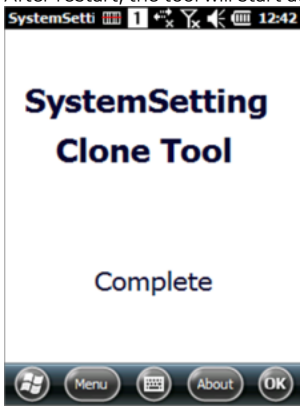 After restart, the tool will start a
SystemSetti 1 12:42
SystemSetting
Clone Tool
Complete
Menu About OK